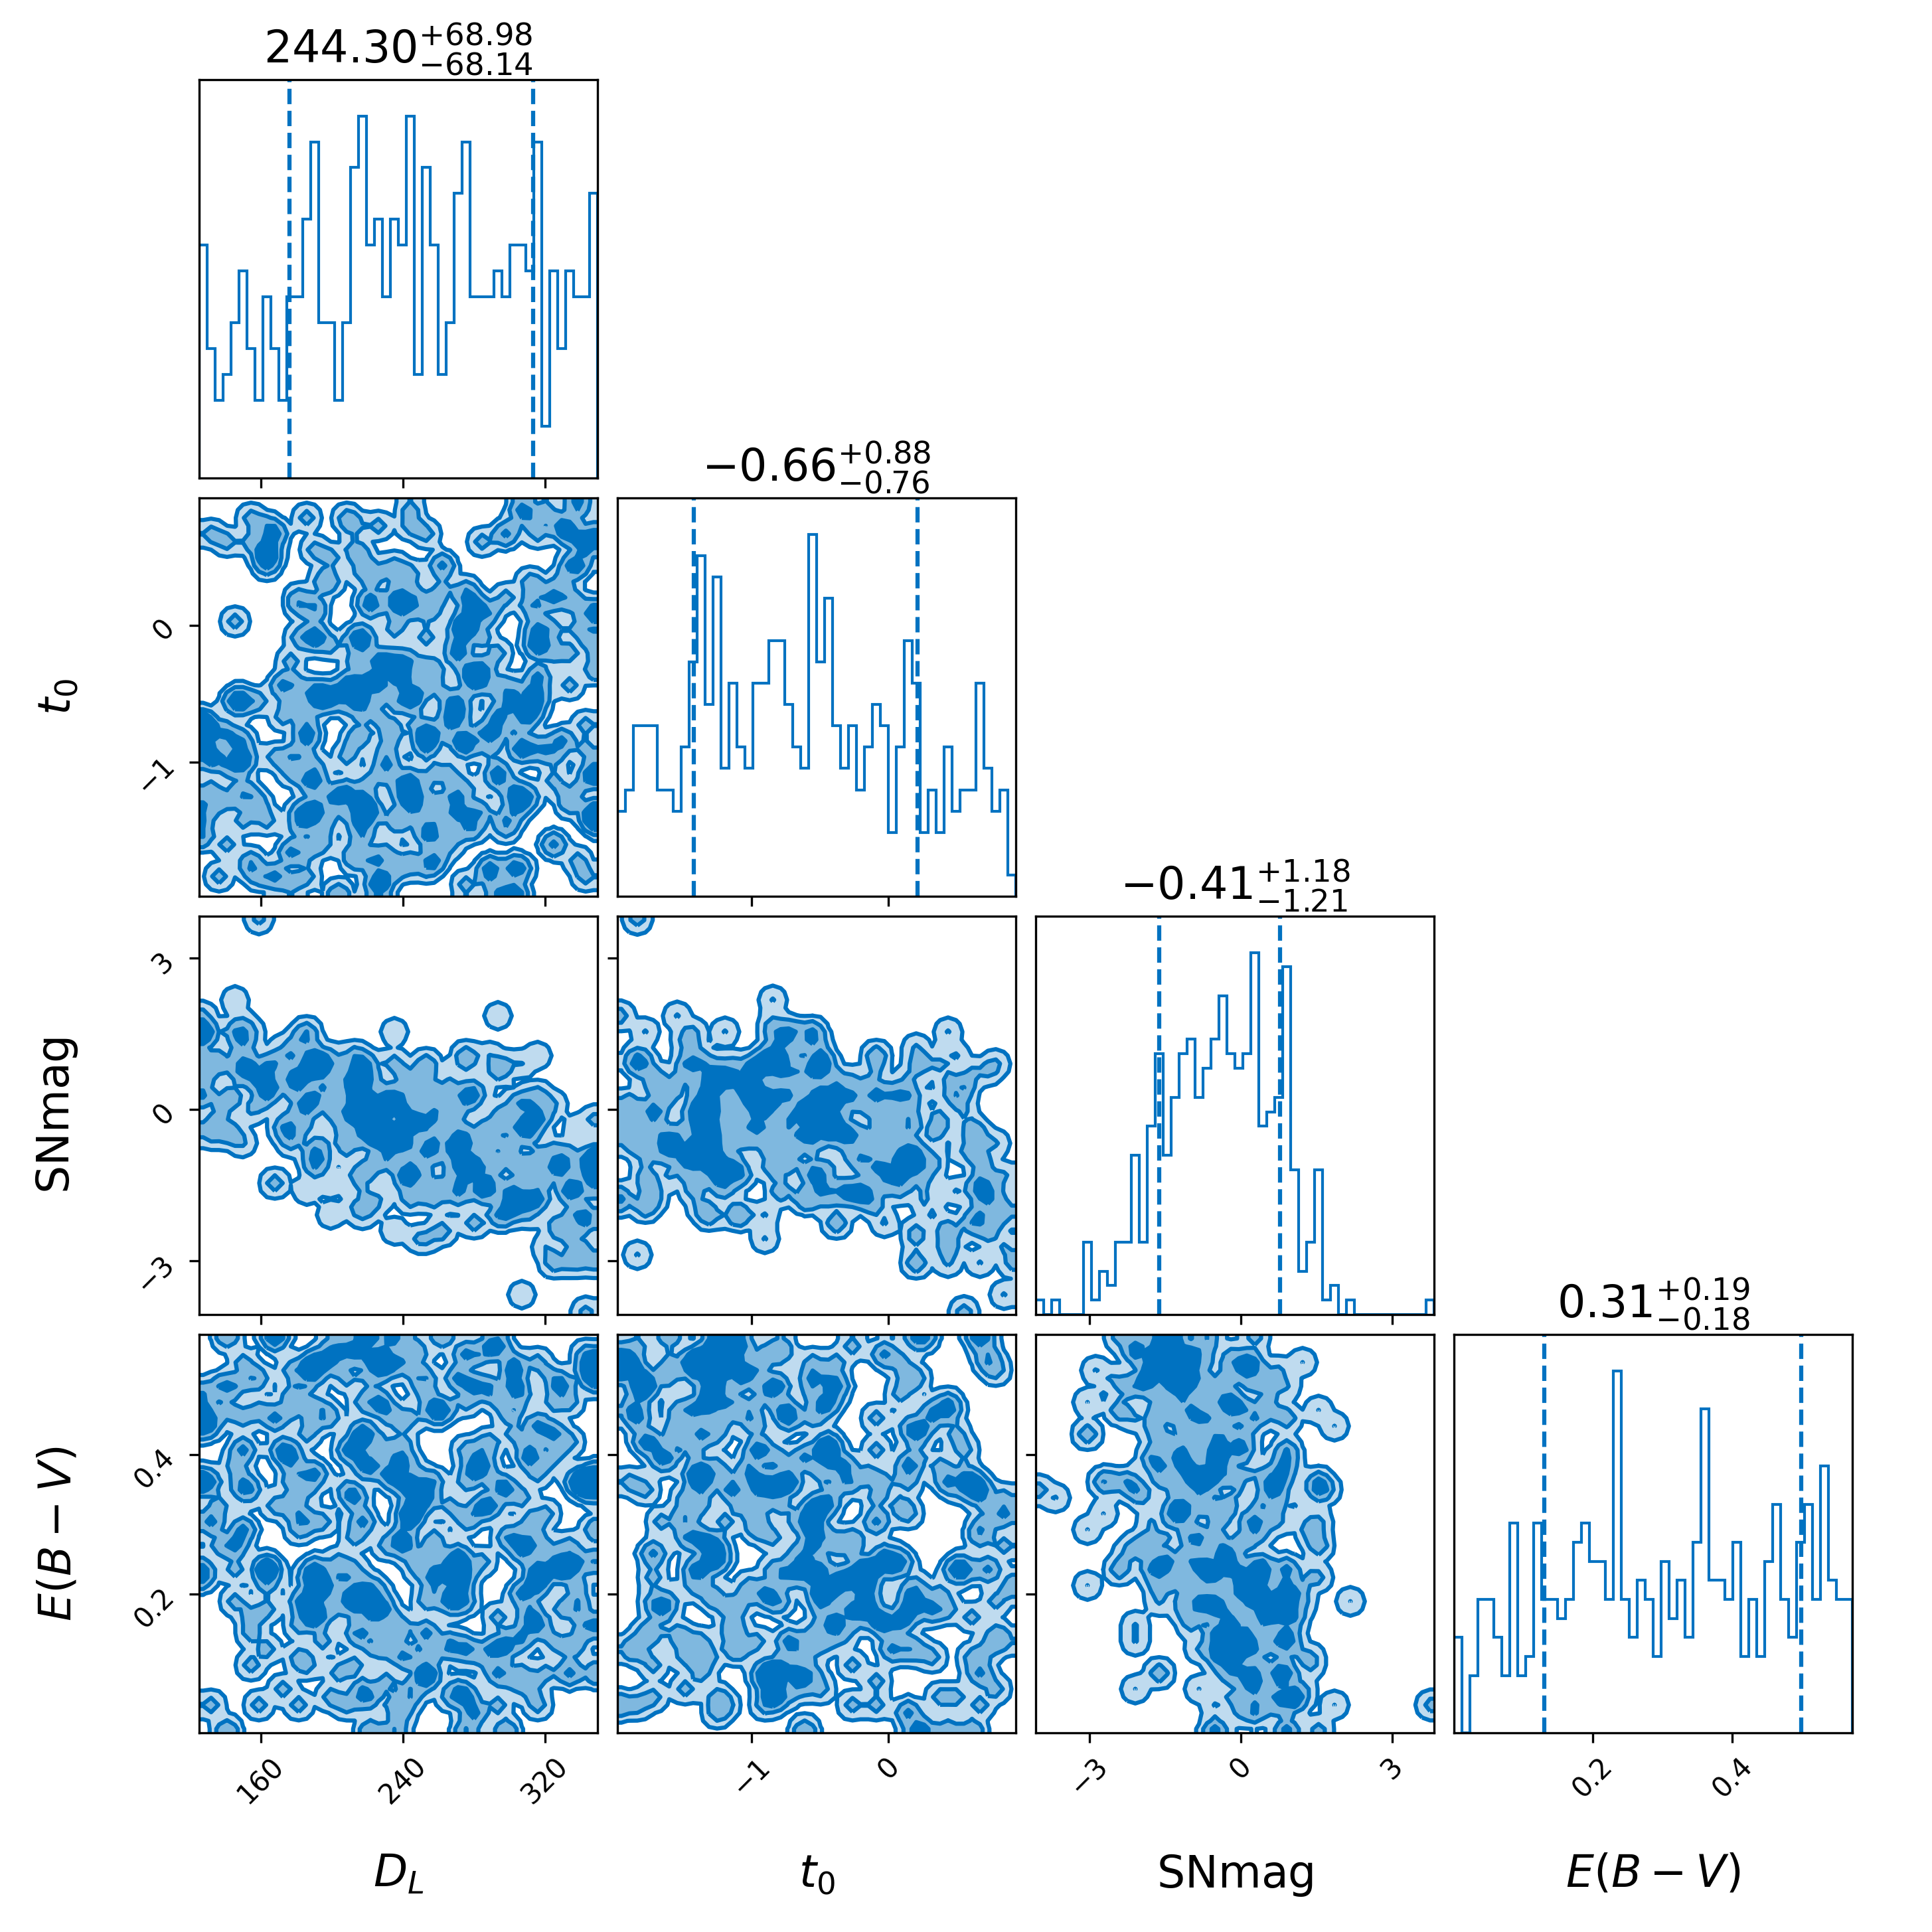 244.30+68.98−68.14
−0.66+0.88−0.76
t0
0
−1
−0.41+1.18−1.21
SNmag
3
0
−3
0.31+0.19−0.18
E(B − V)
0.4
0.2
160 240 320 −1 0 −3 0 3 0.2 0.4
DL t0 SNmag E(B − V)